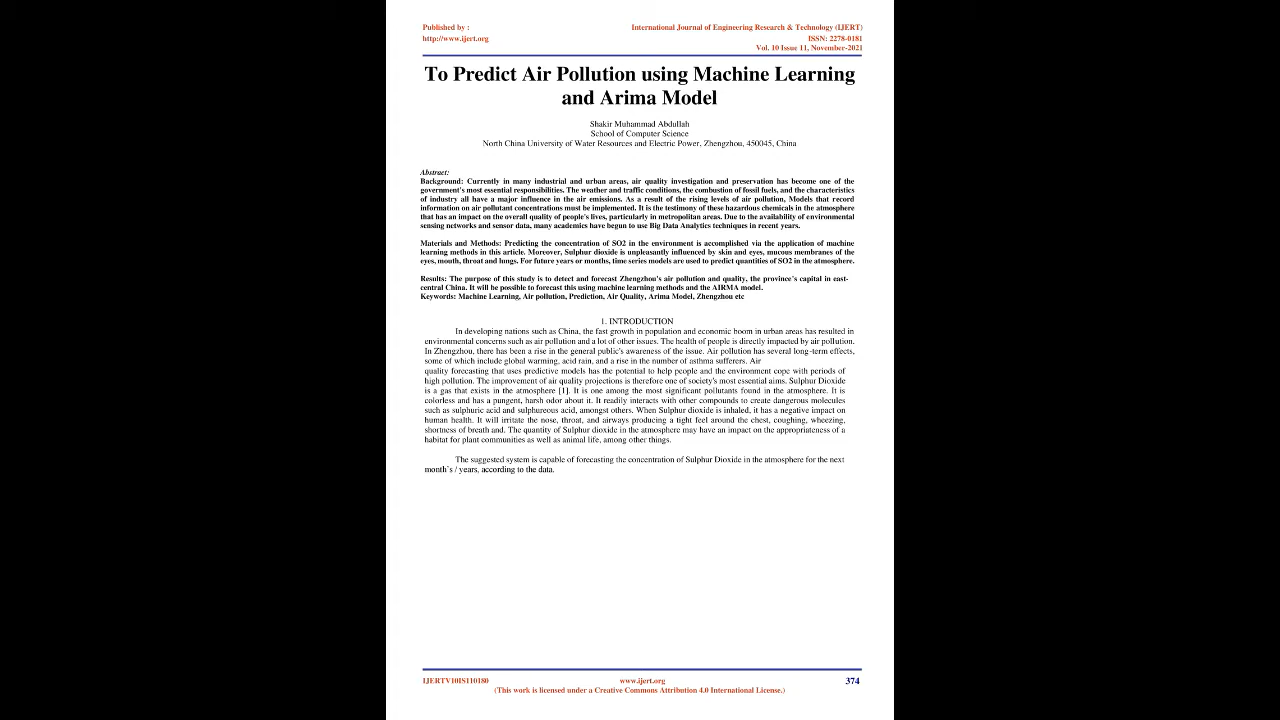 Published by :
International Journal of Engineering Research & Technology (IJERT)
http://www.ijert.org
ISSN: 2278-0181
Vol. 10 Issue 11, November-2021
To Predict Air Pollution using Machine Learning
and Arima Model
Shakir Muhammad Abdullah
School of Computer Science
North China University of Water Resources and Electric Power, Zhengzhou, 450045, China
Abstract:
Background: Currently in many industrial and urban areas, air quality investigation and preservation has become one of the
government's most essential responsibilities. The weather and traffic conditions, the combustion of fossil fuels, and the characteristics
of industry all have a major influence in the air emissions. As a result of the rising levels of air pollution, Models that record
information on air pollutant concentrations must be implemented. It is the testimony of these hazardous chemicals in the atmosphere
that has an impact on the overall quality of people's lives, particularly in metropolitan areas. Due to the availability of environmental
sensing networks and sensor data, many academics have begun to use Big Data Analytics techniques in recent years.
Materials and Methods: Predicting the concentration of SO2 in the environment is accomplished via the application of machine
learning methods in this article. Moreover, Sulphur dioxide is unpleasantly influenced by skin and eyes, mucous membranes of the
eyes, mouth, throat and lungs. For future years or months, time series models are used to predict quantities of SO2 in the atmosphere.
Results: The purpose of this study is to detect and forecast Zhengzhou's air pollution and quality, the province's capital in east-
central China. It will be possible to forecast this using machine learning methods and the AIRMA model.
Keywords: Machine Learning, Air pollution, Prediction, Air Quality, Arima Model, Zhengzhou etc
1. INTRODUCTION
In developing nations such as China, the fast growth in population and economic boom in urban areas has resulted in
environmental concerns such as air pollution and a lot of other issues. The health of people is directly impacted by air pollution.
In Zhengzhou, there has been a rise in the general public's awareness of the issue. Air pollution has several long-term effects,
some of which include global warming, acid rain, and a rise in the number of asthma sufferers. Air
quality forecasting that uses predictive models has the potential to help people and the environment cope with periods of
high pollution. The improvement of air quality projections is therefore one of society's most essential aims. Sulphur Dioxide
is a gas that exists in the atmosphere [1]. It is one among the most significant pollutants found in the atmosphere. It is
colorless and has a pungent, harsh odor about it. It readily interacts with other compounds to create dangerous molecules
such as sulphuric acid and sulphureous acid, amongst others. When Sulphur dioxide is inhaled, it has a negative impact on
human health. It will irritate the nose, throat, and airways producing a tight feel around the chest, coughing, wheezing,
shortness of breath and. The quantity of Sulphur dioxide in the atmosphere may have an impact on the appropriateness of a
habitat for plant communities as well as animal life, among other things.
The suggested system is capable of forecasting the concentration of Sulphur Dioxide in the atmosphere for the next
month's / years, according to the data.
IJERTV10IS110180
www.ijert.org
374
(This work is licensed under a Creative Commons Attribution 4.0 International License.)